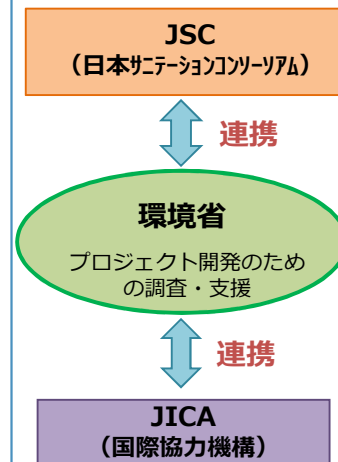 JSC
（日本ｻﾆﾃｰｼｮﾝｺﾝｿｰﾘｱﾑ）
連携
環境省
プロジェクト開発のため
の調査・支援
連携
JICA
（国際協力機構）